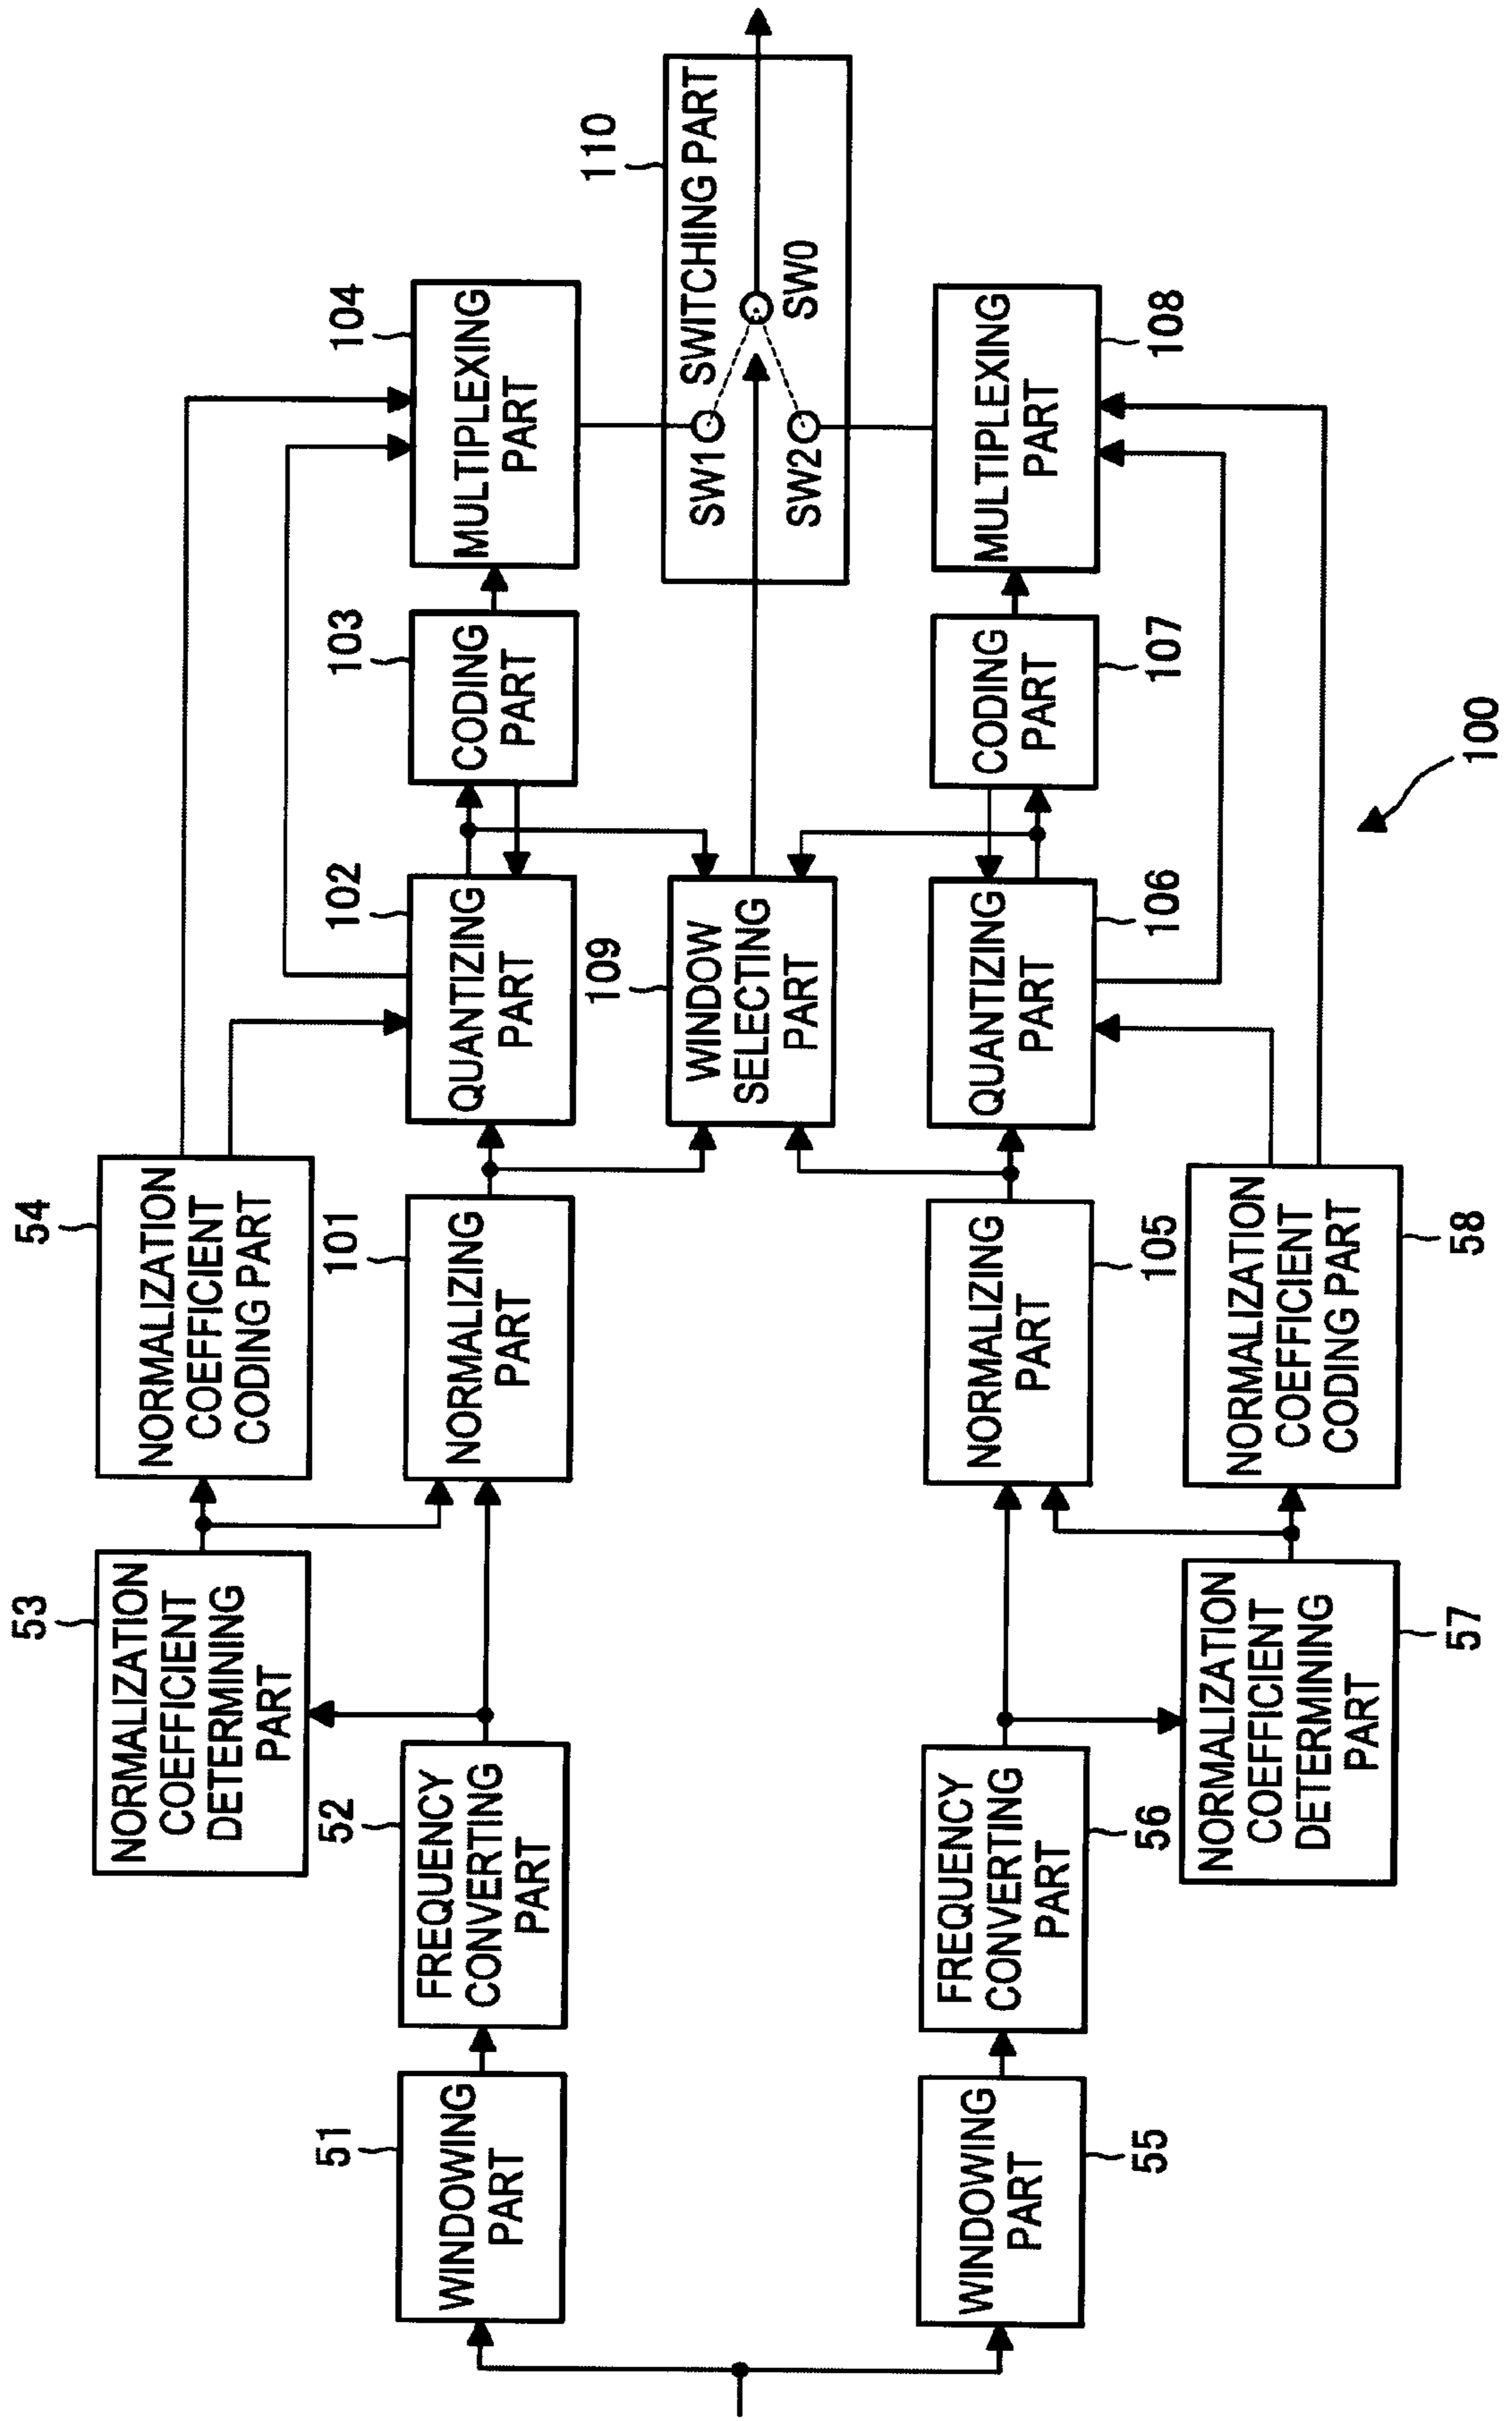 53
NORMALIZATION
COEFFICIENT
DETERMINING
PART
54
NORMALIZATION
COEFFICIENT
CODING PART
51
WINDOWING
PART
52
FREQUENCY
CONVERTING
PART
101
NORMALIZING
PART
102
QUANTIZING
PART
103
CODING
PART
104
MULTIPLEXING
PART
109
WINDOW
SELECTING
PART
110
SWITCHING PART
SW1
SW0
SW2
55
WINDOWING
PART
56
FREQUENCY
CONVERTING
PART
105
NORMALIZING
PART
106
QUANTIZING
PART
107
CODING
PART
108
MULTIPLEXING
PART
57
NORMALIZATION
COEFFICIENT
DETERMINING
PART
58
NORMALIZATION
COEFFICIENT
CODING PART
100